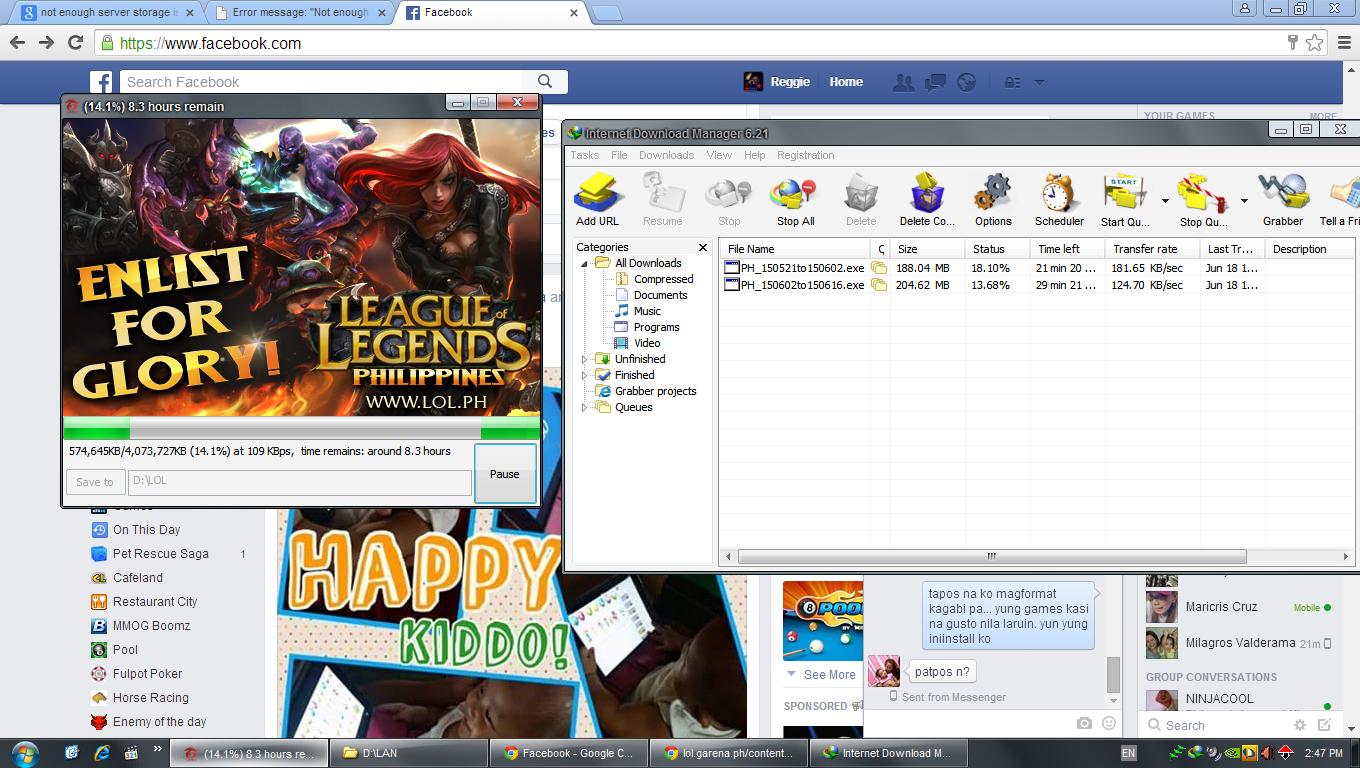 not enough server storage is
Error message: "Not enough
Facebook
https://www.facebook.com
Search Facebook
Reggie
Home
YOUR GAMES
MORE
(14.1%) 8.3 hours remain
ENLIST
FOR
GLORY!
LEAGUE of
LEGENDS
PHILIPPINES
WWW.LOL.PH
574,645KB/4,073,727KB (14.1%) at 109 KBps, time remains: around 8.3 hours
Save to
D:\LOL
Pause
Internet Download Manager 6.21
Tasks File Downloads View Help Registration
Add URL
Resume
Stop
Stop All
Delete
Delete Co...
Options
Scheduler
Start Qu...
Stop Qu...
Grabber
Tell a Fri
Categories
All Downloads
Compressed
Documents
Music
Programs
Video
Unfinished
Finished
Grabber projects
Queues
File Name Q Size Status Time left Transfer rate Last Tr... Description
PH_150521to150602.exe 188.04 MB 18.10% 21 min 20 ... 181.65 KB/sec Jun 18 1...
PH_150602to150616.exe 204.62 MB 13.68% 29 min 21 ... 124.70 KB/sec Jun 18 1...
On This Day
Pet Rescue Saga 1
Cafeland
Restaurant City
MMOG Boomz
Pool
Fulpot Poker
Horse Racing
Enemy of the day
HAPPY
KIDDO!
8 POOL
See More
SPONSORED
tapos na ko magformat
kagabi pa... yung games kasi
na gusto nila laruin. yun yung
iniinstall ko
patpos n?
Sent from Messenger
Maricris Cruz Mobile
Milagros Valderama 21m
GROUP CONVERSATIONS
NINJACOOL
Search
(14.1%) 8.3 hours re...
D:\LAN
Facebook - Google C...
lol.garena.ph/content...
Internet Download M...
EN
2:47 PM